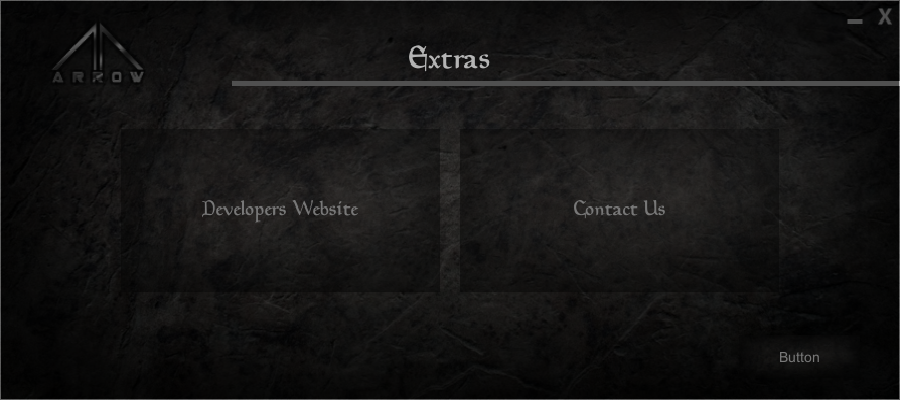 X
ARROW
Extras
Developers Website
Contact Us
Button